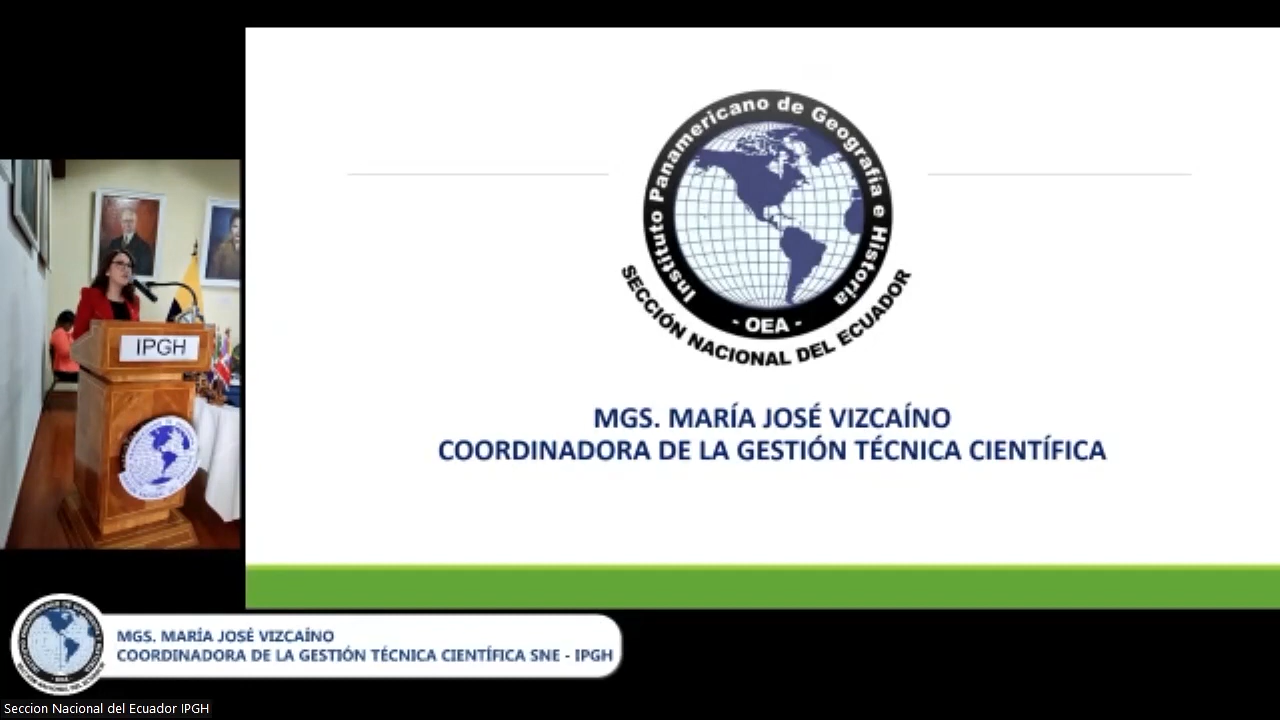 Instituto Panamericano de Geografía e Historia
- OEA -
SECCIÓN NACIONAL DEL ECUADOR
MGS. MARÍA JOSÉ VIZCAÍNO
COORDINADORA DE LA GESTIÓN TÉCNICA CIENTÍFICA
IPGH
MGS. MARÍA JOSÉ VIZCAÍNO
COORDINADORA DE LA GESTIÓN TÉCNICA CIENTÍFICA SNE - IPGH
Seccion Nacional del Ecuador IPGH